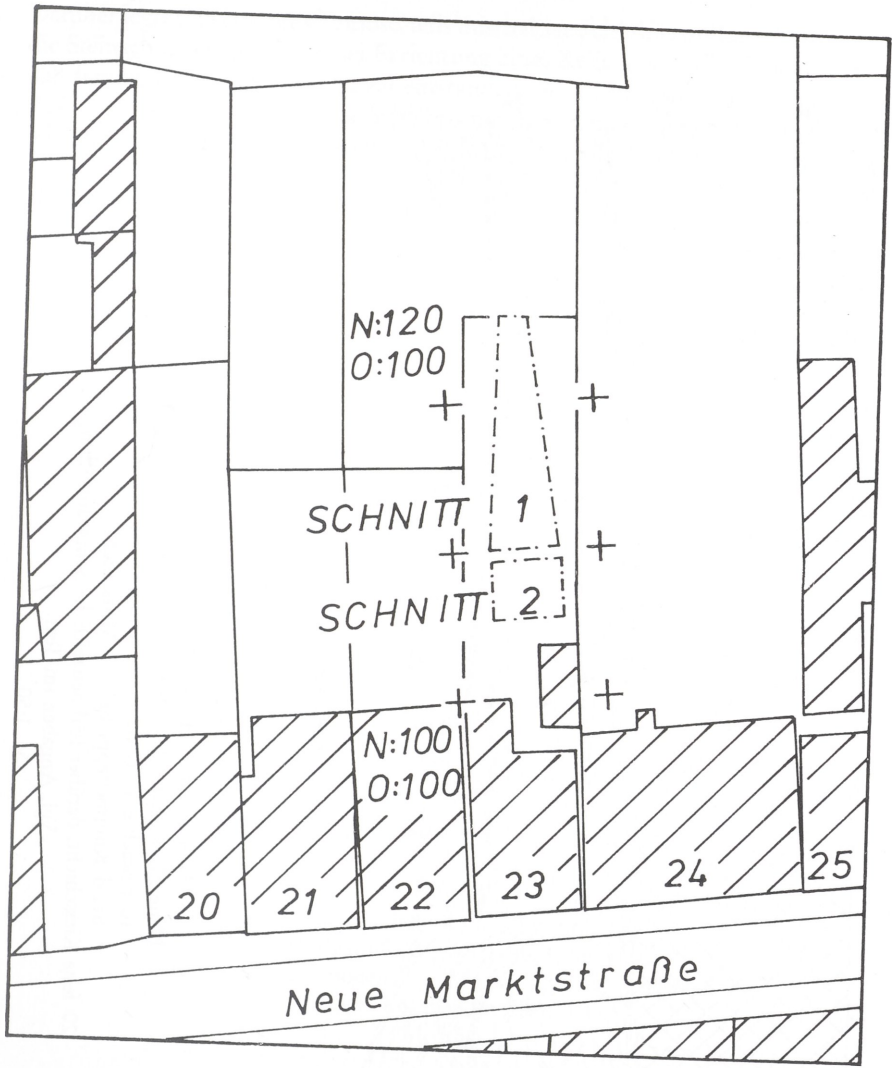 N:120
O:100
SCHNITT 1
SCHNITT 2
N:100
O:100
20 21 22 23 24 25
Neue Marktstraße